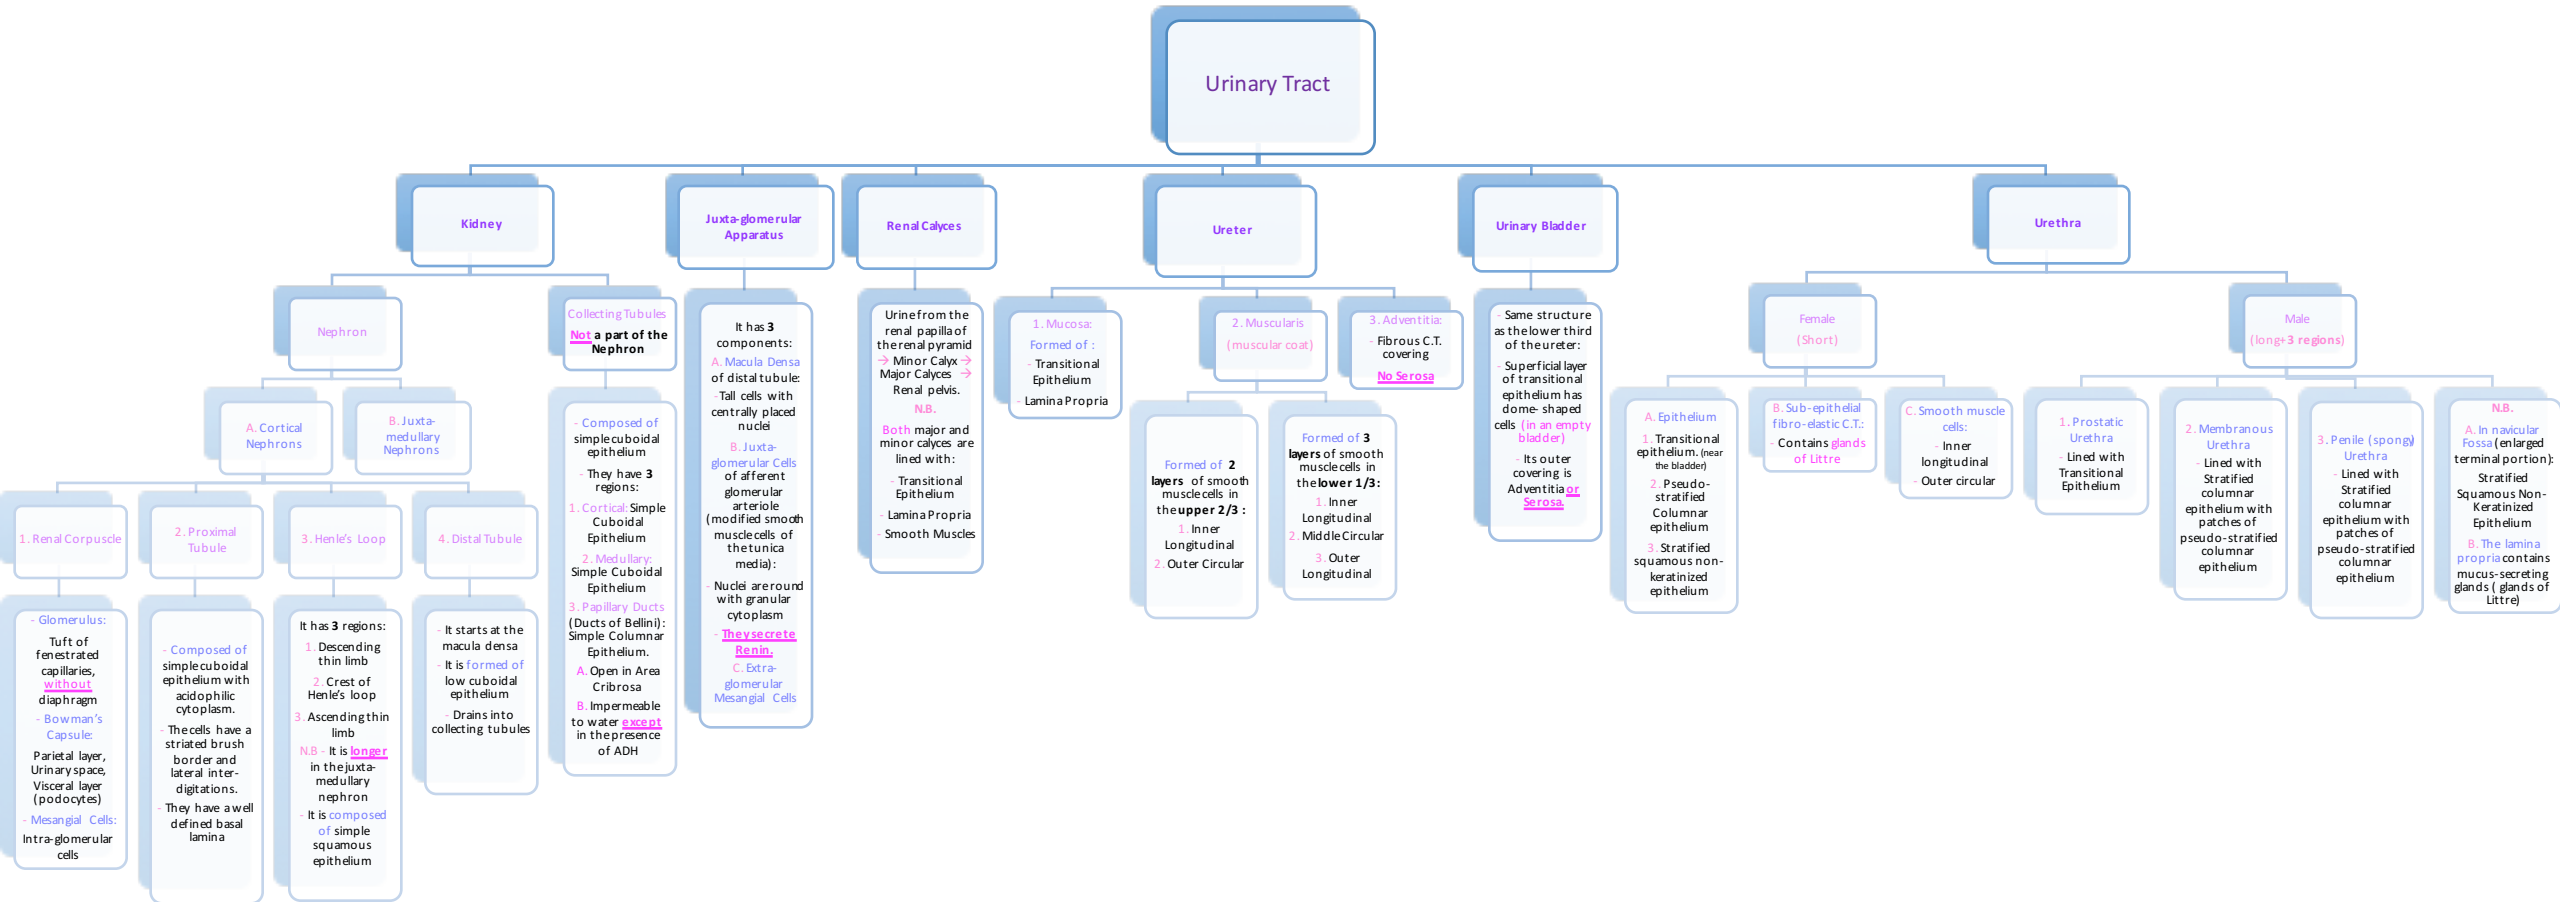 Urinary Tract
Kidney
Juxta-glomerular
Apparatus
Renal Calyces
Ureter
Urinary Bladder
Urethra
Nephron
Collecting Tubules
Not a part of the
Nephron
A. Cortical
Nephrons
B. Juxta-
medullary
Nephrons
1. Renal Corpuscle
2. Proximal
Tubule
3. Henle's Loop
4. Distal Tubule
- Glomerulus:
Tuft of
fenestrated
capillaries,
without
diaphragm
- Bowman's
Capsule:
Parietal layer,
Urinary space,
Visceral layer
(podocytes)
- Mesangial Cells:
Intra-glomerular
cells
- Composed of
simple cuboidal
epithelium with
acidophilic
cytoplasm.
- The cells have a
striated brush
border and
lateral inter-
digitations.
- They have a well
defined basal
lamina
It has 3 regions:
1. Descending
thin limb
2. Crest of
Henle's loop
3. Ascending thin
limb
N.B - It is longer
in the juxta-
medullary
nephron
- It is composed
of simple
squamous
epithelium
- It starts at the
macula densa
- It is formed of
low cuboidal
epithelium
- Drains into
collecting tubules
- Composed of
simple cuboidal
epithelium
- They have 3
regions:
1. Cortical: Simple
Cuboidal
Epithelium
2. Medullary:
Simple Cuboidal
Epithelium
3. Papillary Ducts
(Ducts of Bellini):
Simple Columnar
Epithelium.
A. Open in Area
Cribrosa
B. Impermeable
to water except
in the presence
of ADH
It has 3
components:
A. Macula Densa
of distal tubule:
- Tall cells with
centrally placed
nuclei
B. Juxta-
glomerular Cells
of afferent
glomerular
arteriole
(modified smooth
muscle cells of
the tunica
media):
- Nuclei are round
with granular
cytoplasm
- They secrete
Renin.
C. Extra-
glomerular
Mesangial Cells
Urine from the
renal papilla of
the renal pyramid
→ Minor Calyx →
Major Calyces →
Renal pelvis.
N.B.
Both major and
minor calyces are
lined with:
- Transitional
Epithelium
- Lamina Propria
- Smooth Muscles
1. Mucosa:
Formed of :
- Transitional
Epithelium
- Lamina Propria
2. Muscularis
(muscular coat)
3. Adventitia:
- Fibrous C.T.
covering
No Serosa
Formed of 2
layers of smooth
muscle cells in
the upper 2/3 :
1. Inner
Longitudinal
2. Outer Circular
Formed of 3
layers of smooth
muscle cells in
the lower 1/3:
1. Inner
Longitudinal
2. Middle Circular
3. Outer
Longitudinal
- Same structure
as the lower third
of the ureter:
- Superficial layer
of transitional
epithelium has
dome- shaped
cells (in an empty
bladder)
- Its outer
covering is
Adventitia or
Serosa.
Female
(Short)
Male
(long+3 regions)
A. Epithelium
1. Transitional
epithelium. (near
the bladder)
2. Pseudo-
stratified
Columnar
epithelium
3. Stratified
squamous non-
keratinized
epithelium
B. Sub-epithelial
fibro-elastic C.T.:
- Contains glands
of Littre
C. Smooth muscle
cells:
- Inner
longitudinal
- Outer circular
1. Prostatic
Urethra
- Lined with
Transitional
Epithelium
2. Membranous
Urethra
- Lined with
Stratified
columnar
epithelium with
patches of
pseudo-stratified
columnar
epithelium
3. Penile (spongy)
Urethra
- Lined with
Stratified
columnar
epithelium with
patches of
pseudo-stratified
columnar
epithelium
N.B.
A. In navicular
Fossa (enlarged
terminal portion):
Stratified
Squamous Non-
Keratinized
Epithelium
B. The lamina
propria contains
mucus-secreting
glands ( glands of
Littre)